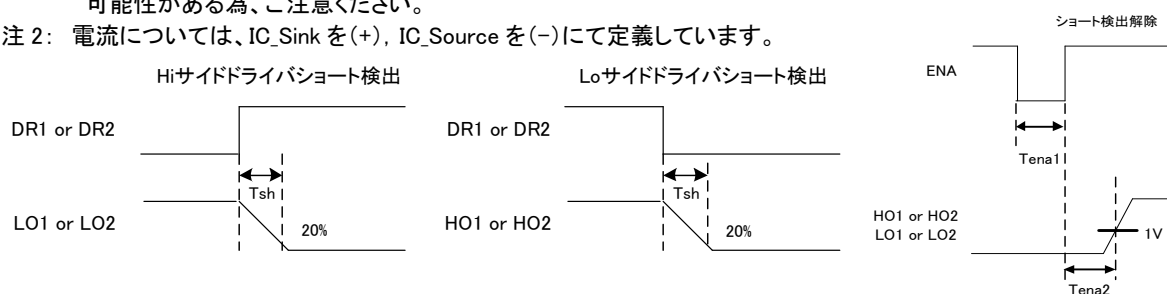 可能性がある為、ご注意ください。
注 2: 電流については、IC_Sink を(+), IC_Source を(-)にて定義しています。
Hiサイドドライバショート検出
DR1 or DR2
Tsh
LO1 or LO2
20%
Loサイドドライバショート検出
DR1 or DR2
Tsh
HO1 or HO2
20%
ショート検出解除
ENA
Tena1
HO1 or HO2
LO1 or LO2
1V
Tena2